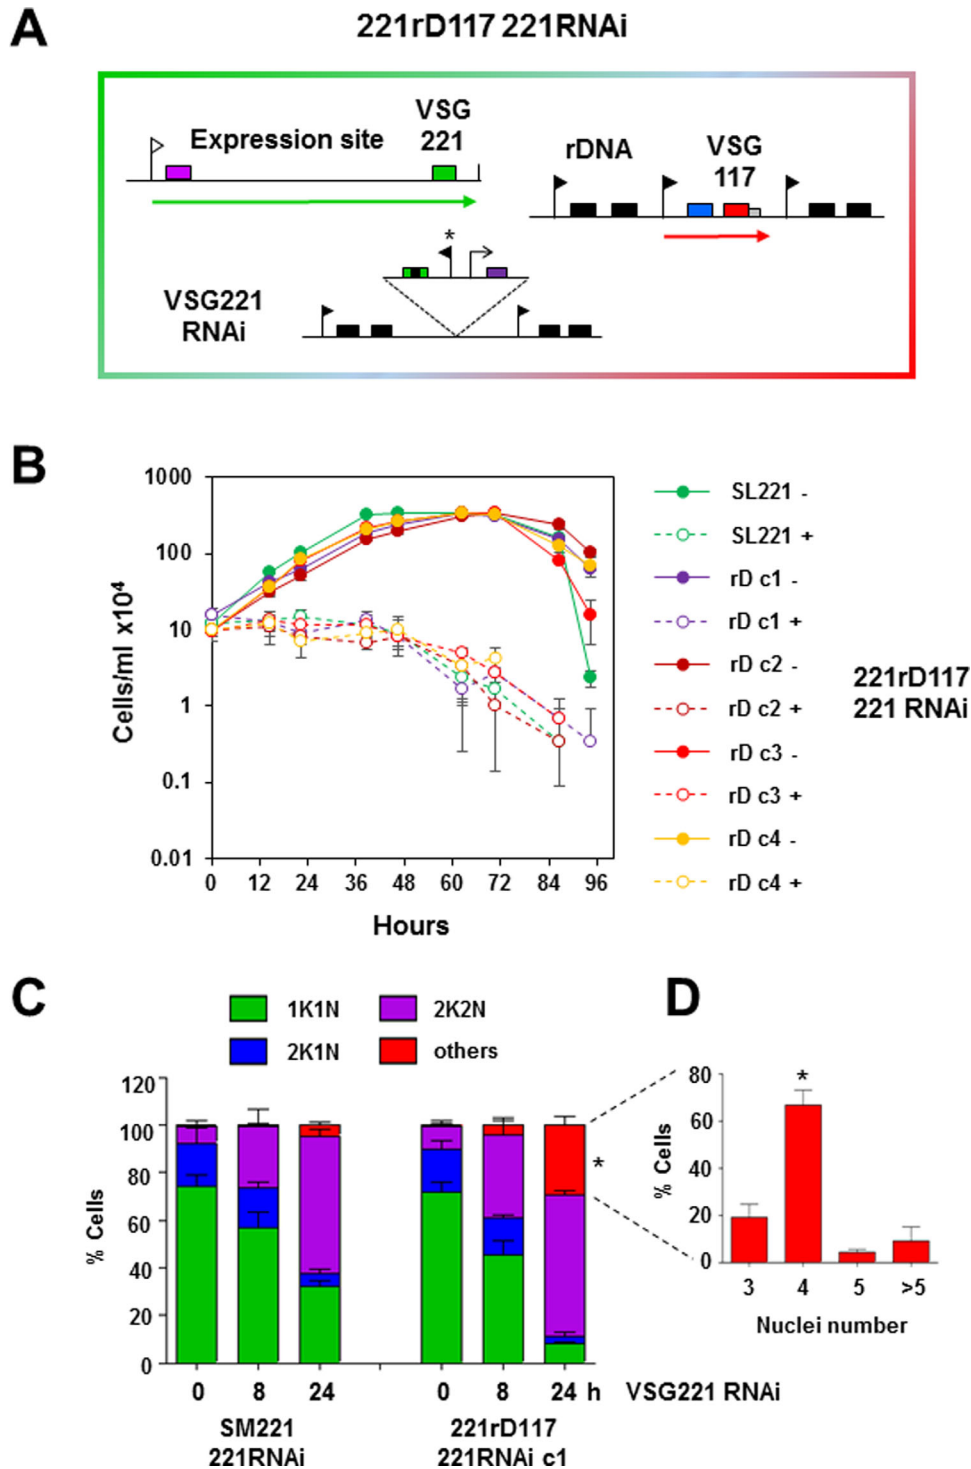 A
221rD117 221RNAi
Expression site
VSG
221
rDNA
VSG
117
*
VSG221
RNAi
B
Cells/ml x10⁴
1000
100
10
1
0.1
0.01
0 12 24 36 48 60 72 84 96
Hours
SL221 -
SL221 +
rD c1 -
rD c1 +
rD c2 -
rD c2 +
rD c3 -
rD c3 +
rD c4 -
rD c4 +
221rD117
221 RNAi
C
1K1N
2K2N
2K1N
others
% Cells
120
100
80
60
40
20
0
*
0 8 24 0 8 24 h VSG221 RNAi
SM221
221RNAi
221rD117
221RNAi c1
D
% Cells
80
60
40
20
0
*
3 4 5 >5
Nuclei number